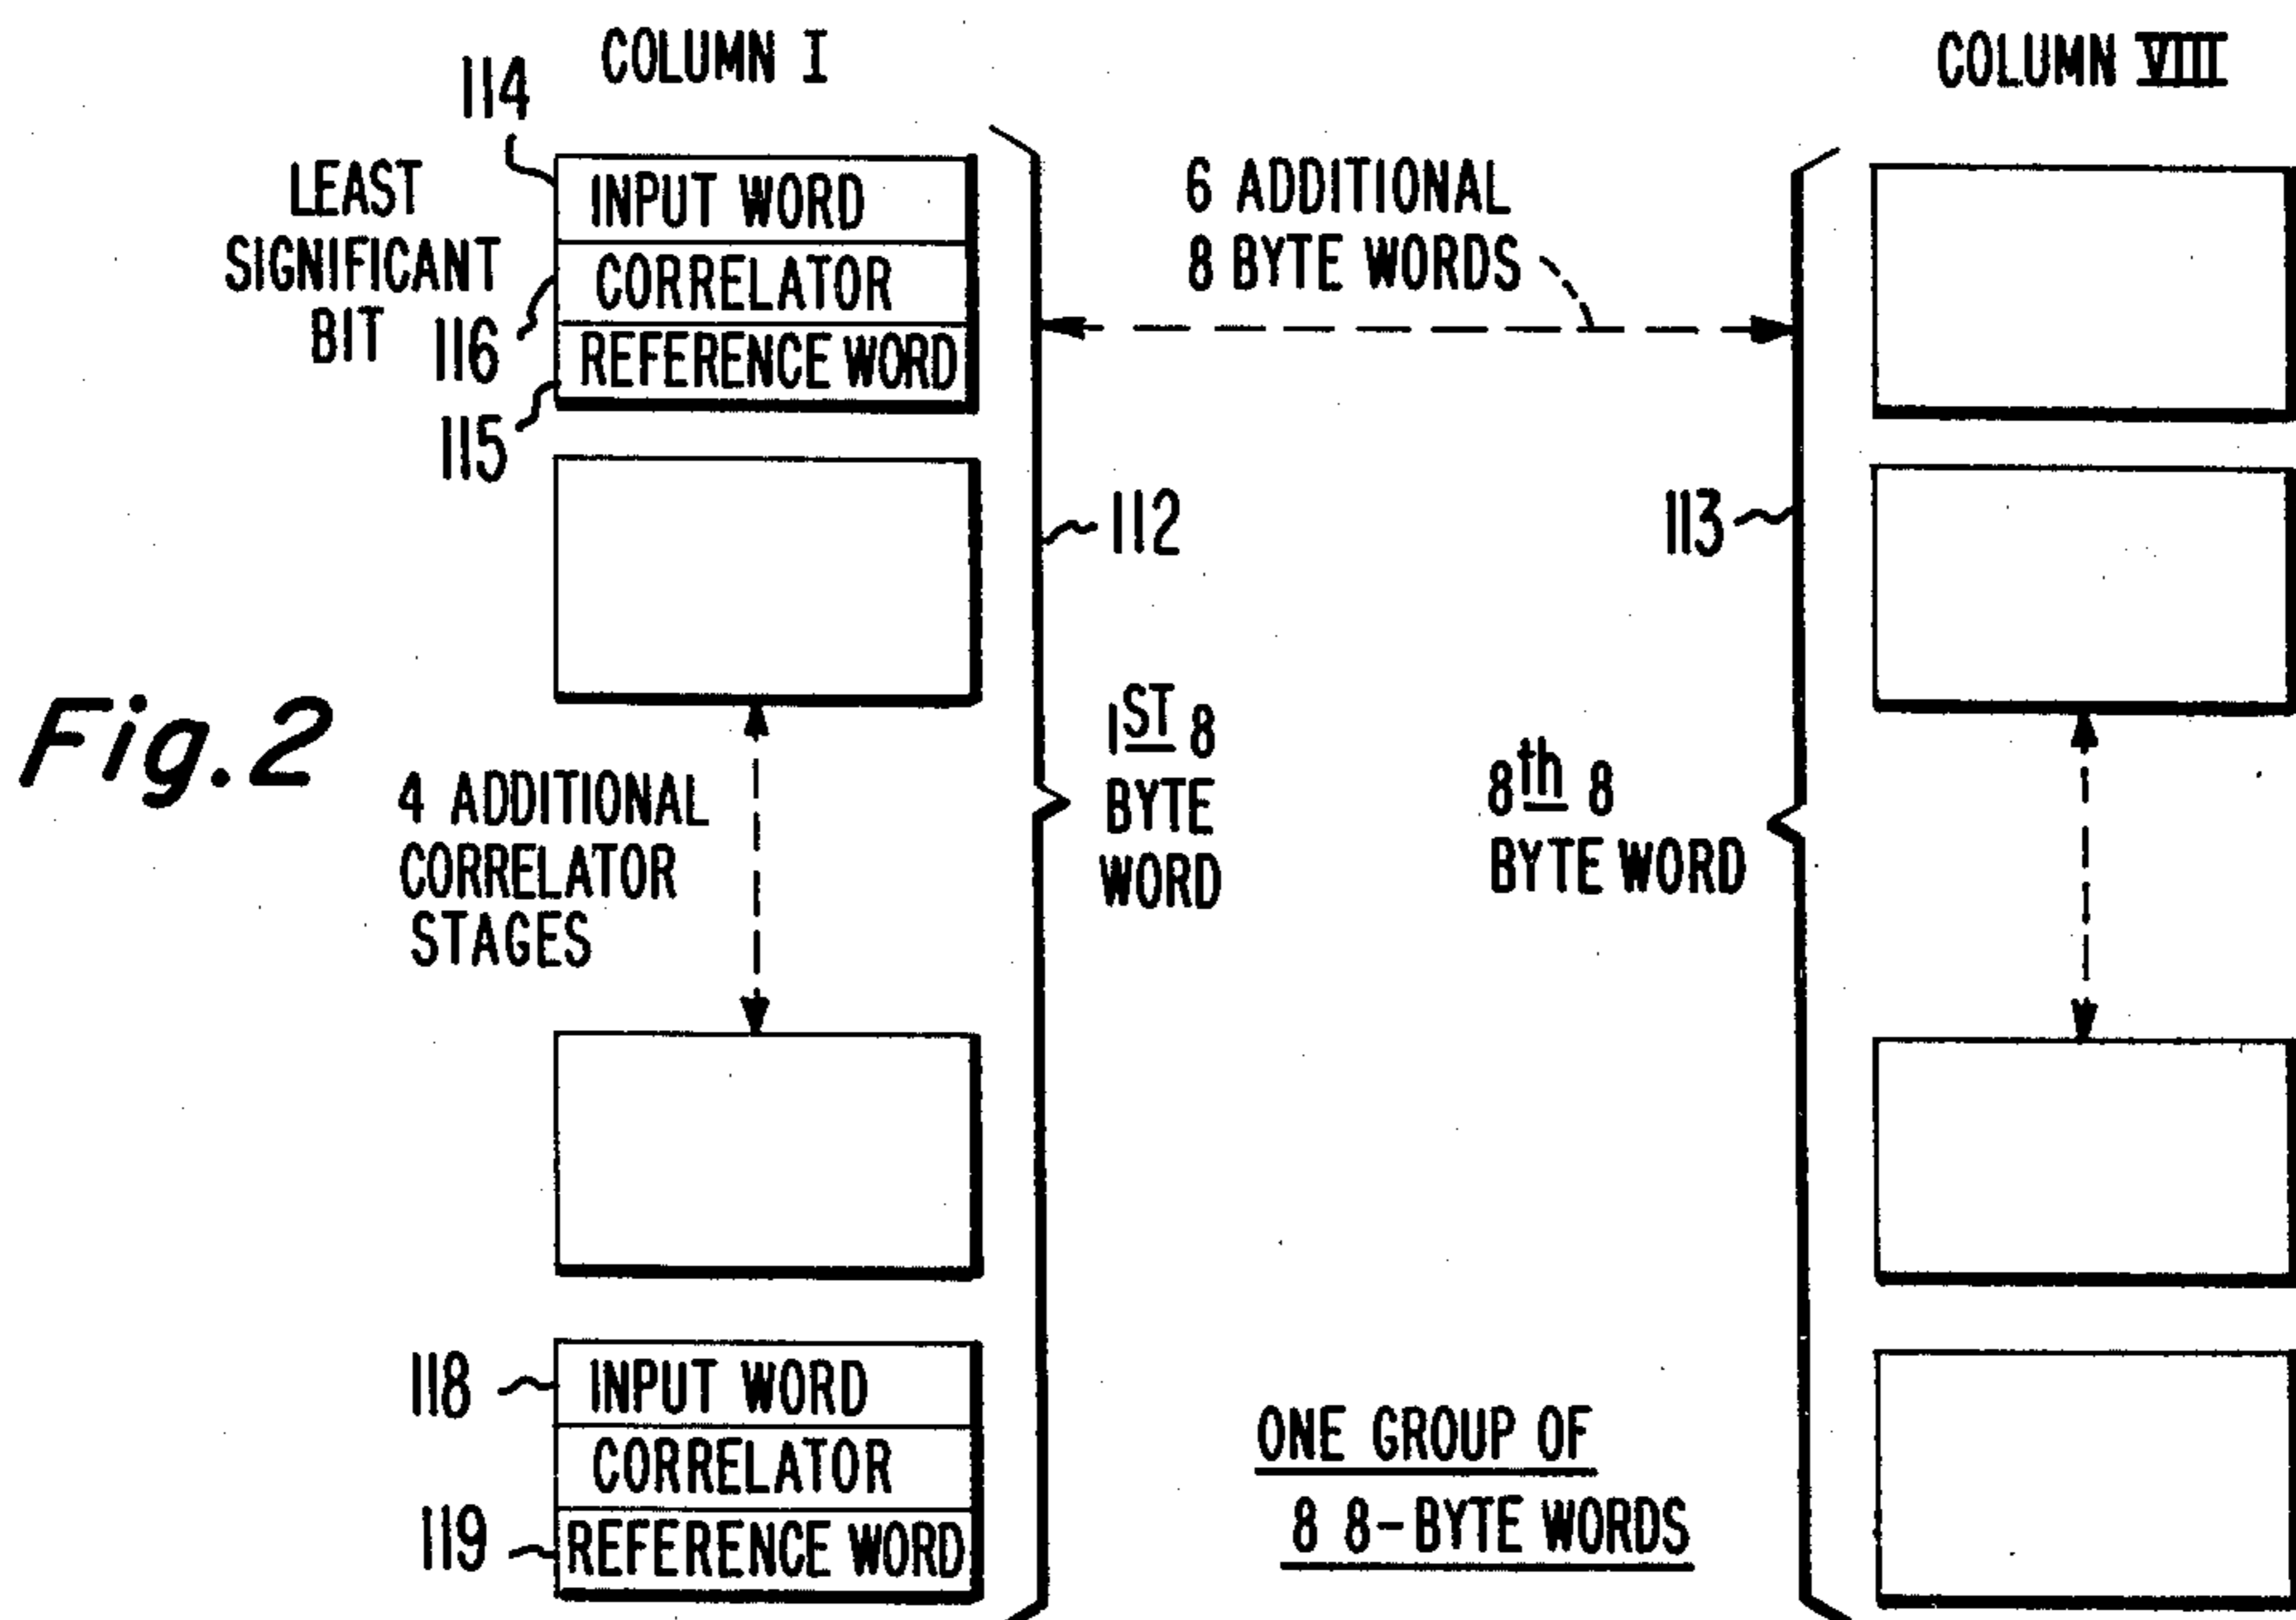 COLUMN I
COLUMN VIII
114
LEAST
SIGNIFICANT
BIT
116
115
INPUT WORD
CORRELATOR
REFERENCE WORD
6 ADDITIONAL
8 BYTE WORDS
112
113
Fig.2
4 ADDITIONAL
CORRELATOR
STAGES
1ST 8
BYTE
WORD
8th 8
BYTE WORD
118
INPUT WORD
CORRELATOR
119
REFERENCE WORD
ONE GROUP OF
8 8-BYTE WORDS